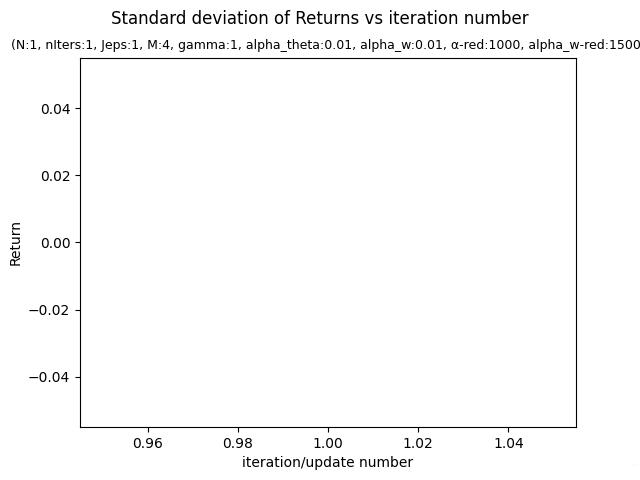 Standard deviation of Returns vs iteration number
(N:1, nIters:1, Jeps:1, M:4, gamma:1, alpha_theta:0.01, alpha_w:0.01, α-red:1000, alpha_w-red:1500
0.04
0.02
0.00
−0.02
−0.04
Return
0.96 0.98 1.00 1.02 1.04
iteration/update number